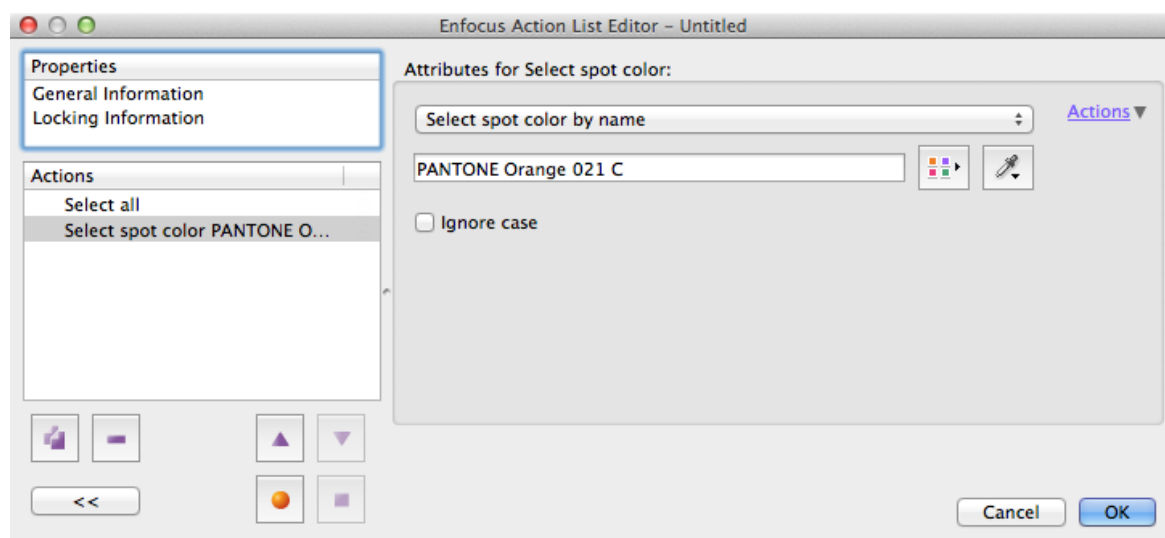 Enfocus Action List Editor – Untitled
Properties
General Information
Locking Information
Actions
Select all
Select spot color PANTONE O...
<<
Attributes for Select spot color:
Select spot color by name
Actions
PANTONE Orange 021 C
Ignore case
Cancel
OK